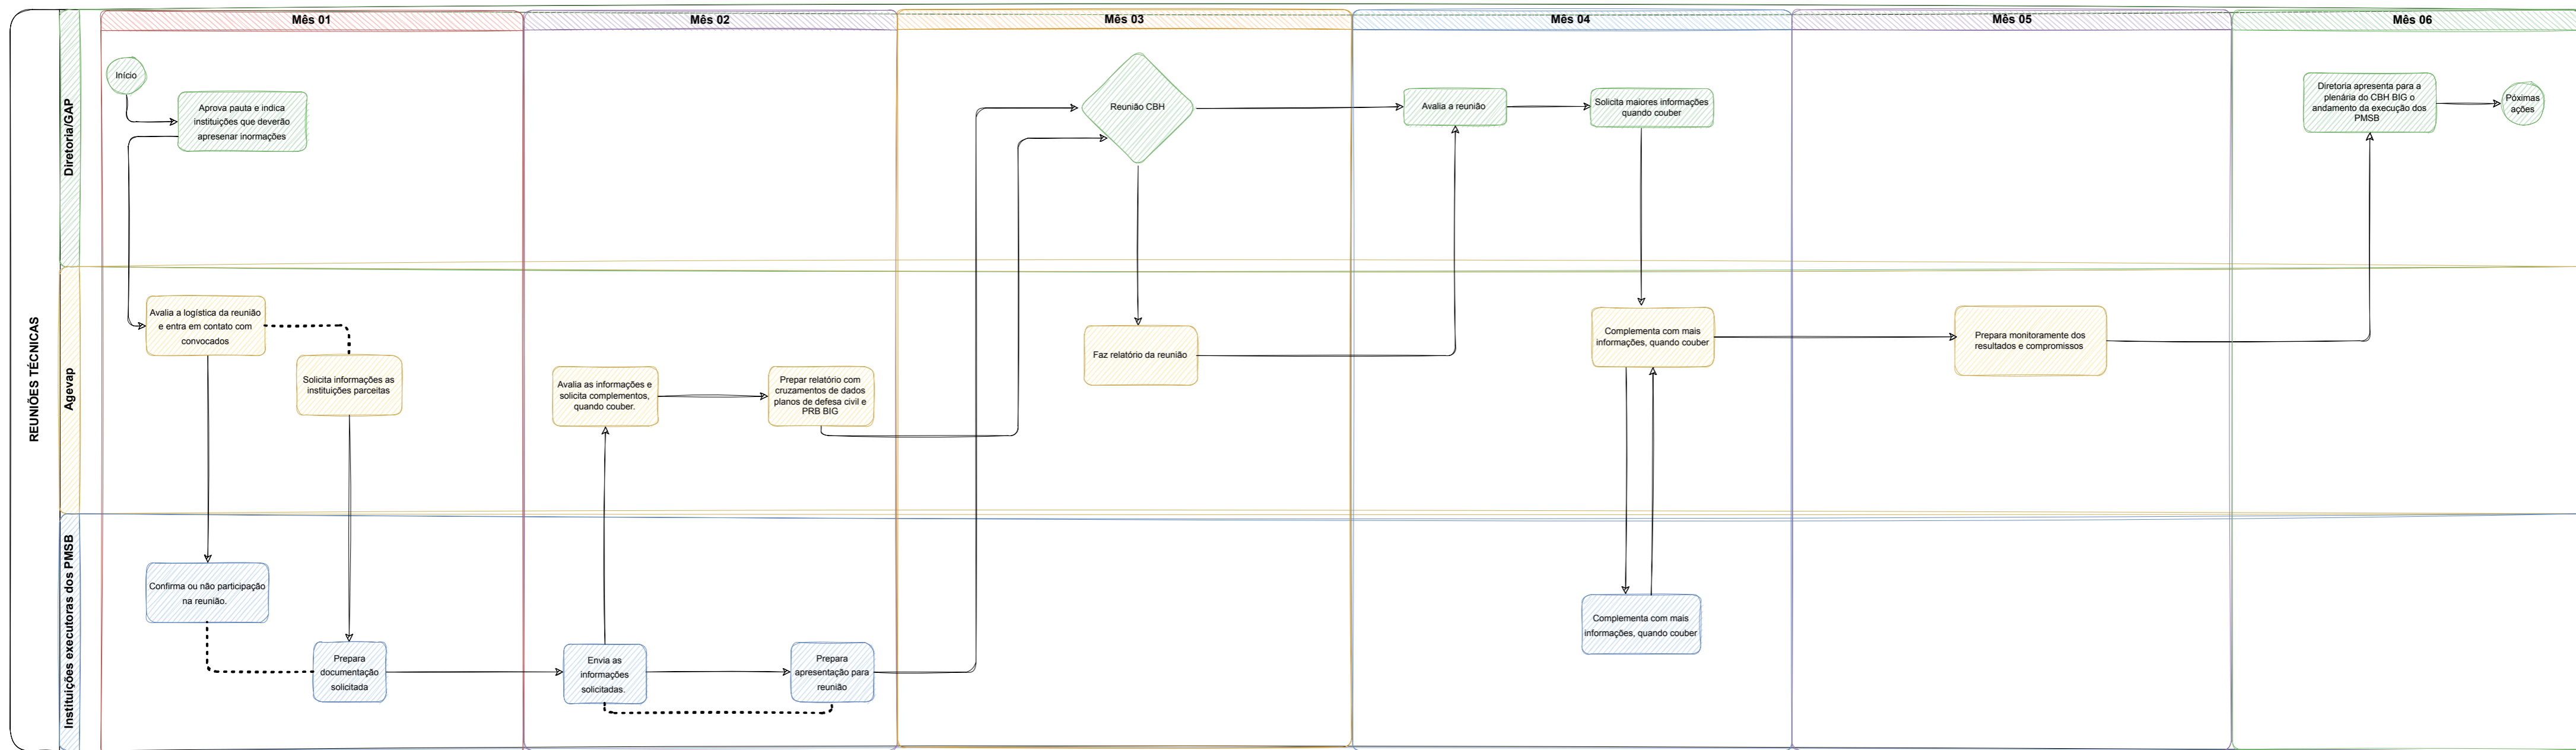 Mês 01
Mês 02
Mês 03
Mês 04
Mês 05
Mês 06
REUNIÕES TÉCNICAS
Diretoria/GAP
Início
Aprova pauta e indica
instituições que deverão
apresenar inormações
Reunião CBH
Avalia a reunião
Solicita maiores informações
quando couber
Diretoria apresenta para a
plenária do CBH BIG o
andamento da execução dos
PMSB
Póximas
ações
Agevap
Avalia a logística da reunião
e entra em contato com
convocados
Solicita informações as
instituições parceitas
Avalia as informações e
solicita complementos,
quando couber.
Prepar relatório com
cruzamentos de dados
planos de defesa civil e
PRB BIG
Faz relatório da reunião
Complementa com mais
informações, quando couber
Prepara monitoramente dos
resultados e compromissos
Instituições executoras dos PMSB
Confirma ou não participação
na reunião.
Prepara
documentação
solicitada
Envia as
informações
solicitadas.
Prepara
apresentação para
reunião
Complementa com mais
informações, quando couber